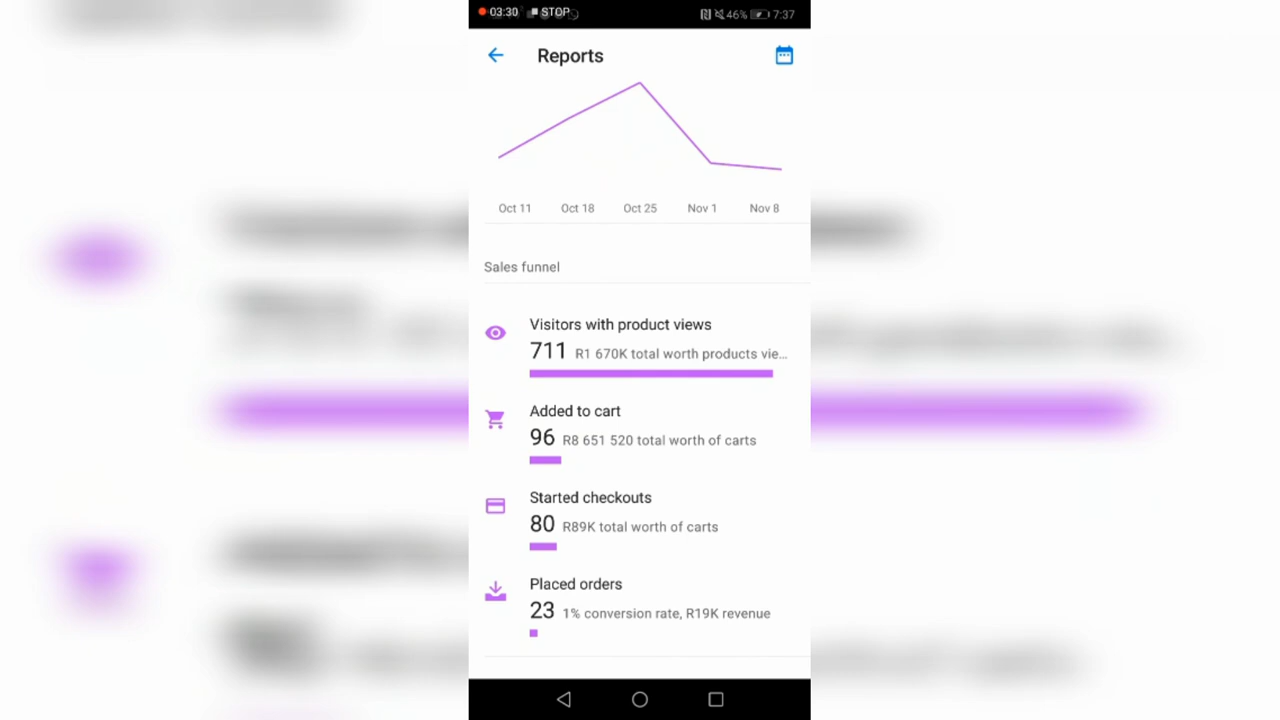 03:30 STOP 46% 7:37
Reports
Oct 11 Oct 18 Oct 25 Nov 1 Nov 8
Sales funnel
Visitors with product views
711 R1 670K total worth products vie...
Added to cart
96 R8 651 520 total worth of carts
Started checkouts
80 R89K total worth of carts
Placed orders
23 1% conversion rate, R19K revenue